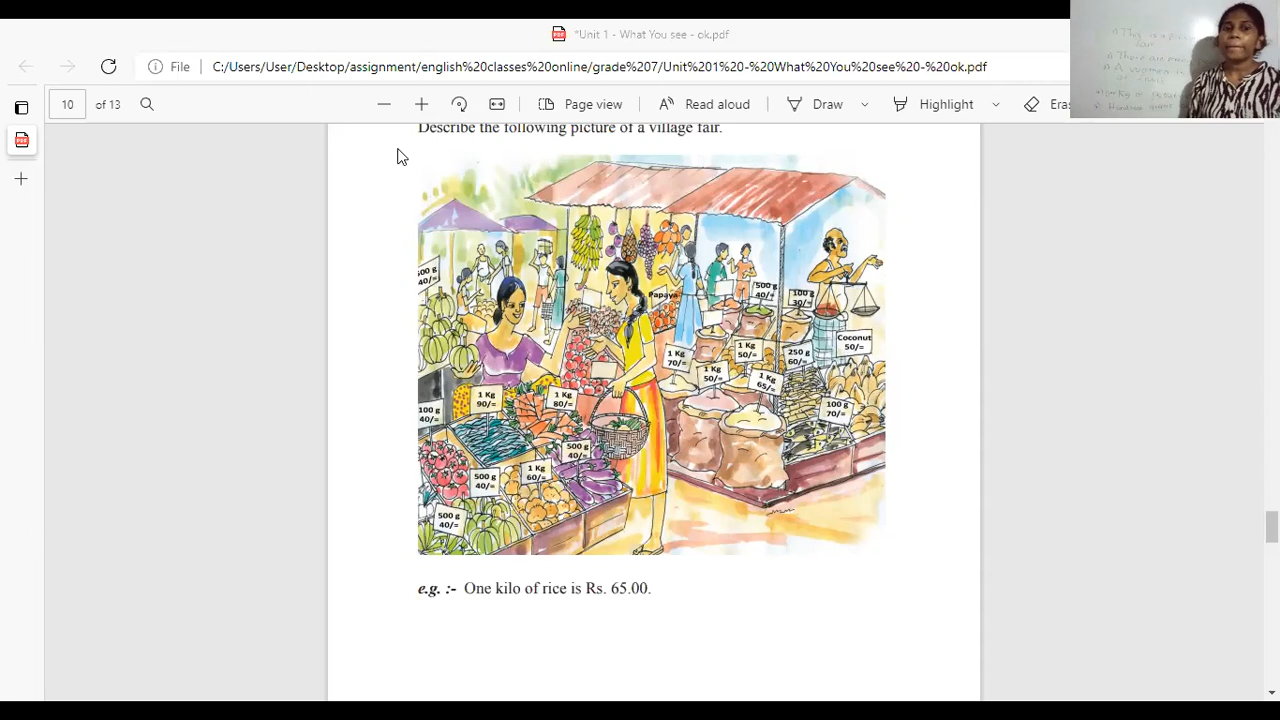 *Unit 1 - What You see - ok.pdf
File C:/Users/User/Desktop/assignment/english%20classes%20online/grade%207/Unit%201%20-%20What%20You%20see%20-%20ok.pdf
10 of 13 Page view Read aloud Draw Highlight
Describe the following picture of a village fair.
500 g
40/=
Papaya
500 g
40/=
100 g
30/=
1 Kg
70/=
1 Kg
50/=
250 g
60/=
Coconut
50/=
1 Kg
50/=
1 Kg
65/=
100 g
70/=
100 g
40/=
1 Kg
90/=
1 Kg
80/=
500 g
40/=
1 Kg
60/=
500 g
40/=
500 g
40/=
e.g. :- One kilo of rice is Rs. 65.00.